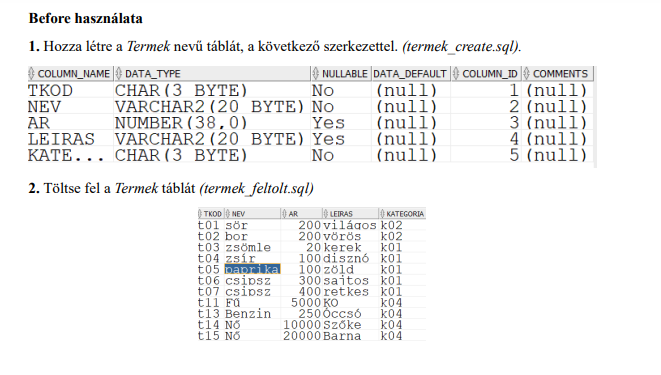 Before használata
1. Hozza létre a Termek nevű táblát, a következő szerkezettel. (termek_create.sql).
COLUMN_NAME DATA_TYPE NULLABLE DATA_DEFAULT COLUMN_ID COMMENTS
TKOD CHAR(3 BYTE) No (null) 1 (null)
NEV VARCHAR2(20 BYTE) No (null) 2 (null)
AR NUMBER(38,0) Yes (null) 3 (null)
LEIRAS VARCHAR2(20 BYTE) Yes (null) 4 (null)
KATE... CHAR(3 BYTE) No (null) 5 (null)
2. Töltse fel a Termek táblát (termek_feltolt.sql)
TKOD NEV AR LEIRAS KATEGORIA
t01 sör 200 világos k02
t02 bor 200 vörös k02
t03 zsömle 20 kerek k01
t04 zsír 100 disznó k01
t05 paprika 100 zöld k01
t06 csipsz 300 sajtos k01
t07 csipsz 400 retkes k01
t11 Fű 5000 KO k04
t13 Benzin 250 Óccsó k04
t14 Nő 10000 Szőke k04
t15 Nő 20000 Barna k04